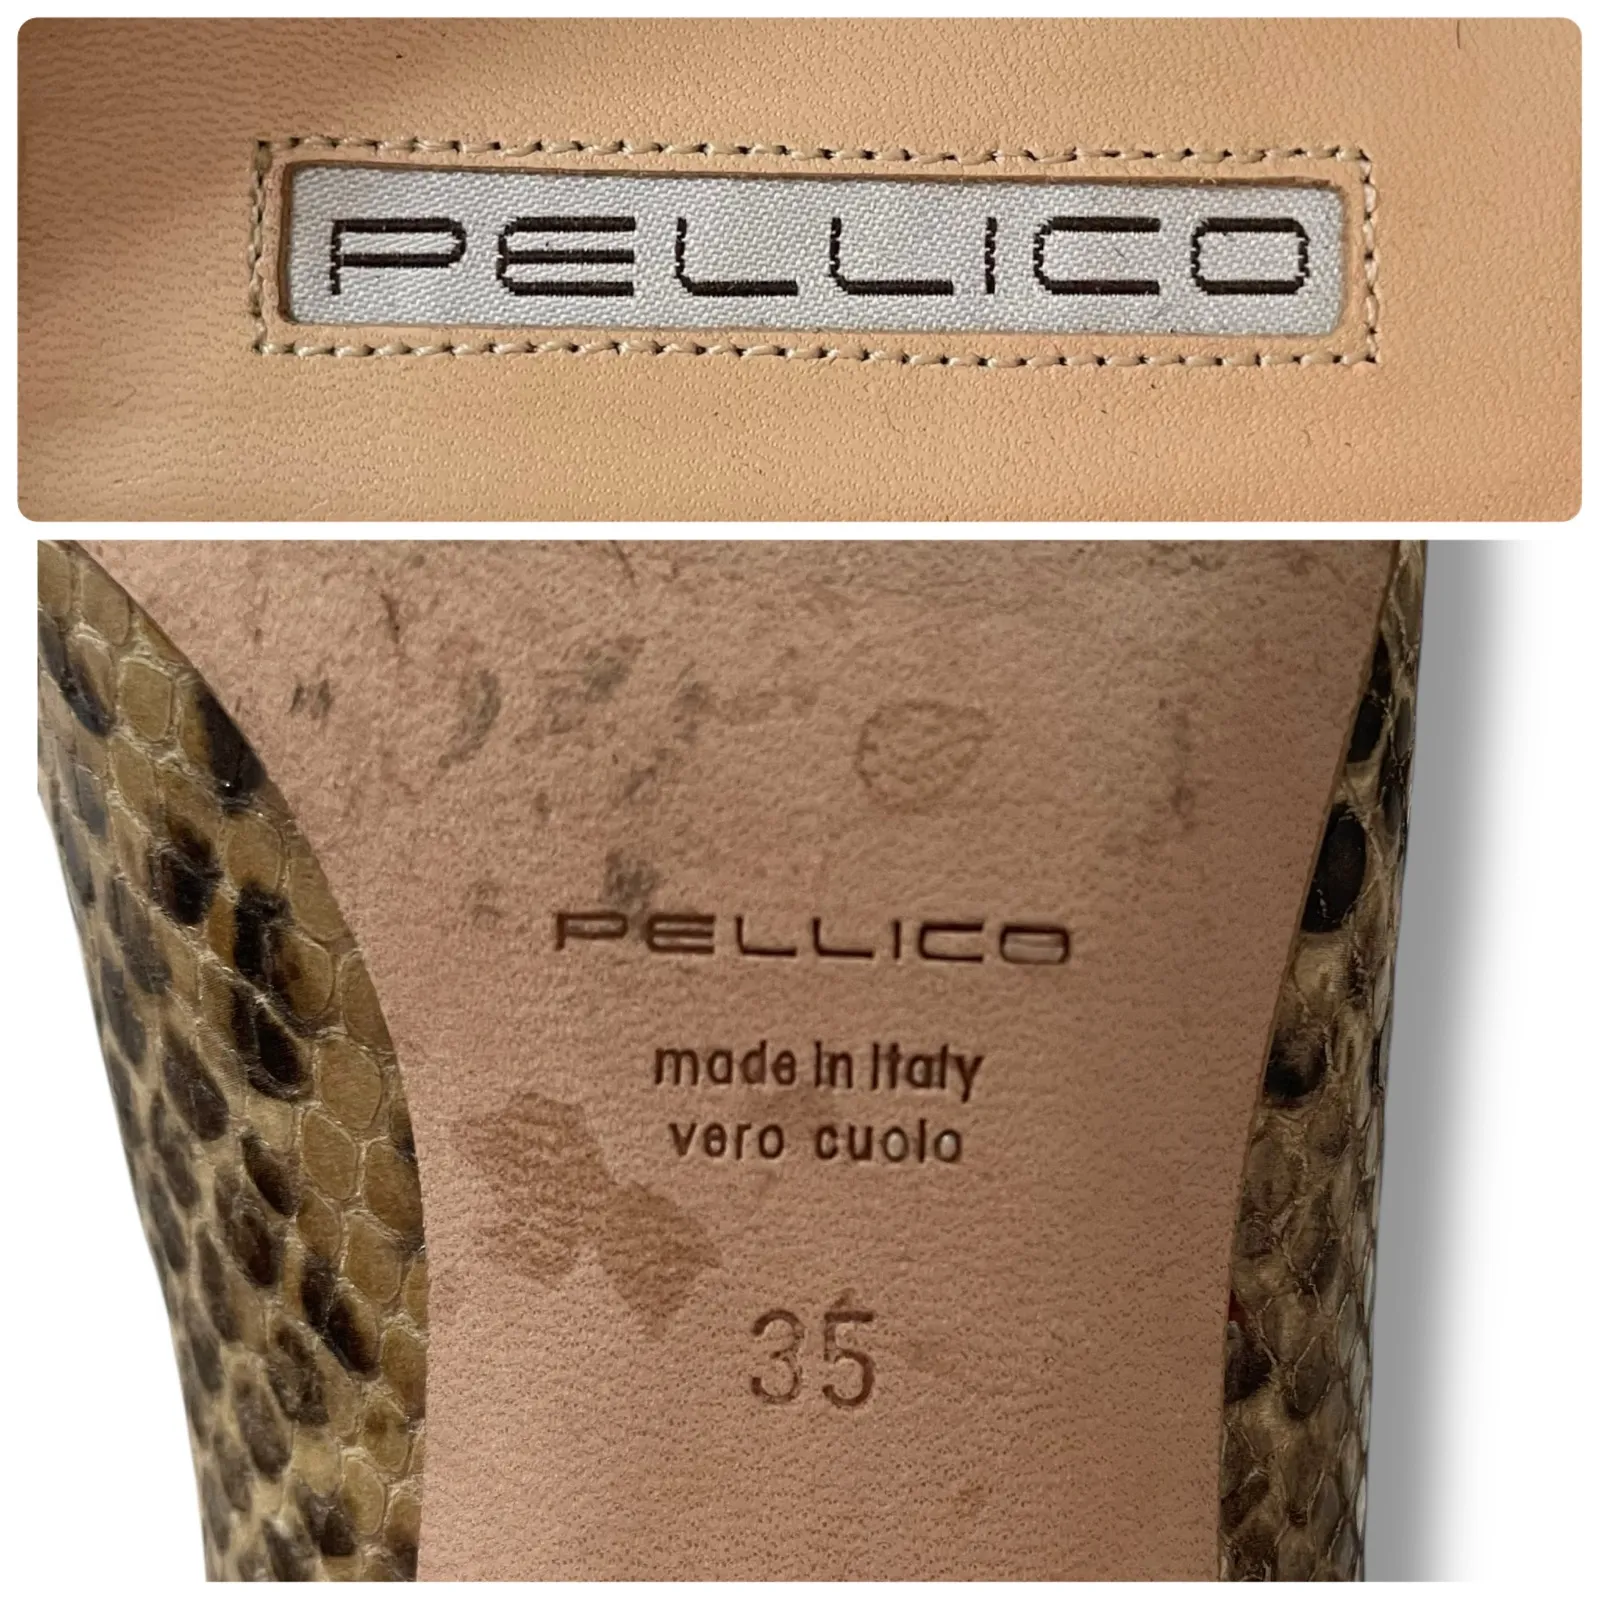 PELLICO
PELLICO
made in Italy
vero cuoio
35